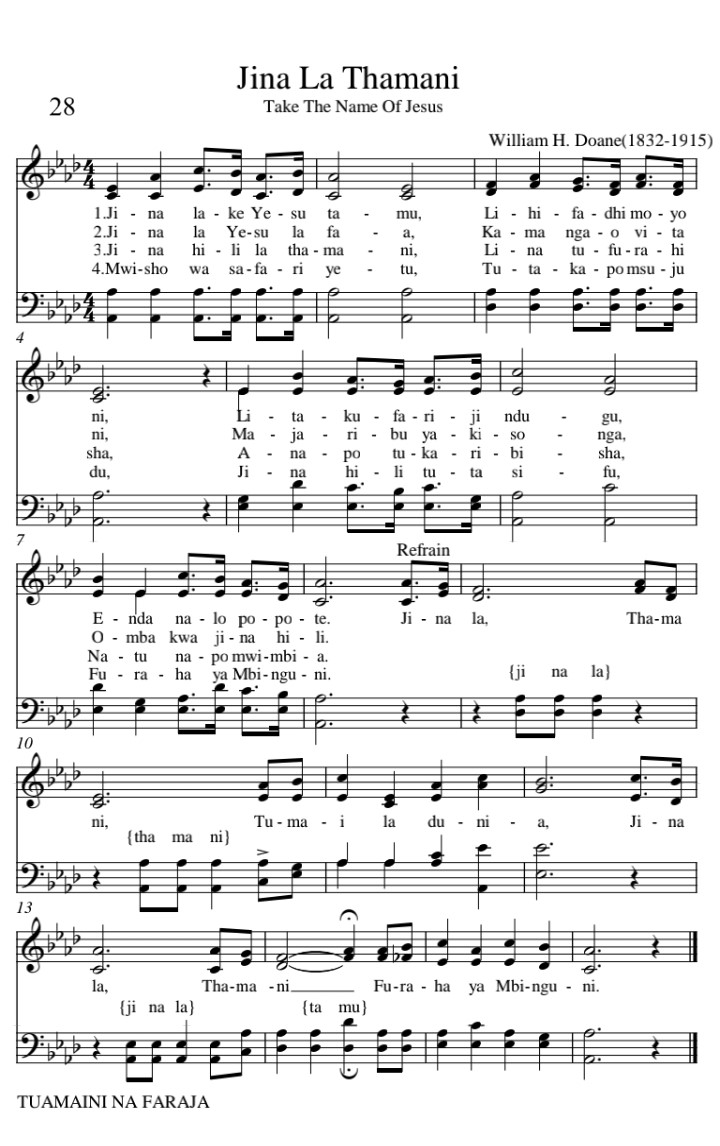 Jina La Thamani
28
Take The Name Of Jesus
William H. Doane(1832-1915)
1.Ji - na la - ke Ye - su ta - mu, Li - hi - fa - dhi mo - yo
2.Ji - na la Ye - su la fa - a, Ka - ma nga - o vi - ta
3.Ji - na hi - li la tha - ma - ni, Li - na tu - fu - ra - hi
4.Mwi - sho wa sa - fa - ri ye - tu, Tu - ta - ka - po msu - ju
4
ni, Li - ta - ku - fa - ri - ji ndu - gu,
ni, Ma - ja - ri - bu ya - ki - so - nga,
sha, A - na - po tu - ka - ri - bi - sha,
du, Ji - na hi - li tu - ta si - fu,
7
Refrain
E - nda na - lo po - po - te. Ji - na la, Tha - ma
O - mba kwa ji - na hi - li.
Na - tu na - po mwi - mbi - a.
Fu - ra - ha ya Mbi - ngu - ni.
{ji na la}
10
ni, Tu - ma - i la du - ni - a, Ji - na
{tha ma ni}
13
la, Tha - ma - ni Fu - ra - ha ya Mbi - ngu - ni.
{ji na la} {ta mu}
TUAMAINI NA FARAJA